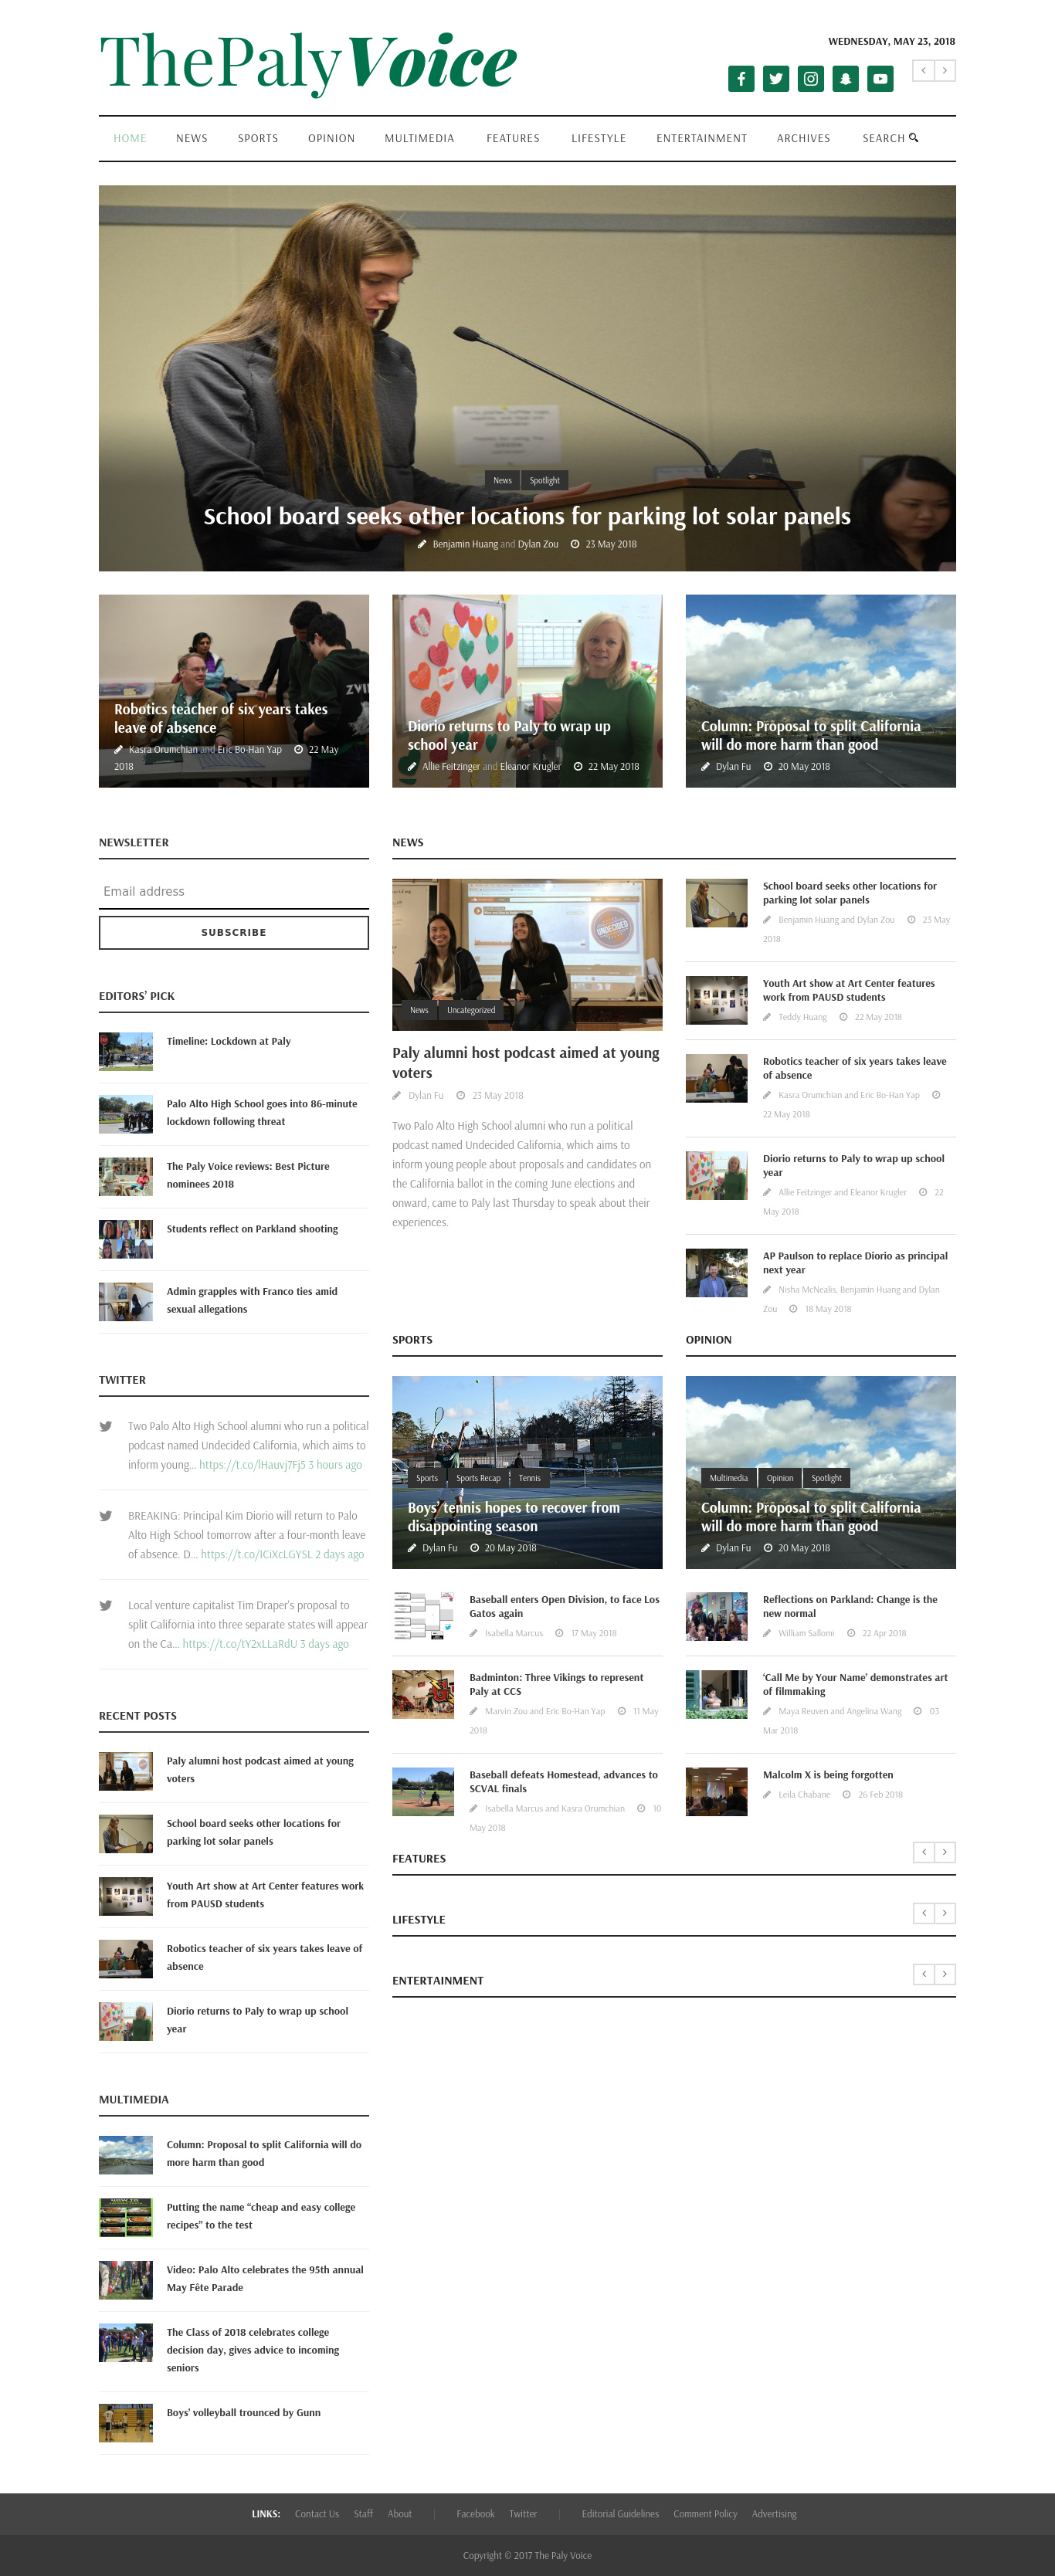 ThePalyVoice
WEDNESDAY, MAY 23, 2018
HOME NEWS SPORTS OPINION MULTIMEDIA FEATURES LIFESTYLE ENTERTAINMENT ARCHIVES SEARCH
News Spotlight
School board seeks other locations for parking lot solar panels
Benjamin Huang and Dylan Zou 23 May 2018
Robotics teacher of six years takes
leave of absence
Kasra Orumchian and Eric Bo-Han Yap 22 May
2018
Diorio returns to Paly to wrap up
school year
Allie Feitzinger and Eleanor Krugler 22 May 2018
Column: Proposal to split California
will do more harm than good
Dylan Fu 20 May 2018
NEWSLETTER
Email address
SUBSCRIBE
EDITORS' PICK
Timeline: Lockdown at Paly
Palo Alto High School goes into 86-minute
lockdown following threat
The Paly Voice reviews: Best Picture
nominees 2018
Students reflect on Parkland shooting
Admin grapples with Franco ties amid
sexual allegations
TWITTER
Two Palo Alto High School alumni who run a political
podcast named Undecided California, which aims to
inform young... https://t.co/lHauvj7Fj5 3 hours ago
BREAKING: Principal Kim Diorio will return to Palo
Alto High School tomorrow after a four-month leave
of absence. D... https://t.co/ICiXcLGYSL 2 days ago
Local venture capitalist Tim Draper's proposal to
split California into three separate states will appear
on the Ca... https://t.co/tY2xLLaRdU 3 days ago
RECENT POSTS
Paly alumni host podcast aimed at young
voters
School board seeks other locations for
parking lot solar panels
Youth Art show at Art Center features work
from PAUSD students
Robotics teacher of six years takes leave of
absence
Diorio returns to Paly to wrap up school
year
MULTIMEDIA
Column: Proposal to split California will do
more harm than good
Putting the name “cheap and easy college
recipes” to the test
Video: Palo Alto celebrates the 95th annual
May Fête Parade
The Class of 2018 celebrates college
decision day, gives advice to incoming
seniors
Boys’ volleyball trounced by Gunn
NEWS
UNDECIDED
News Uncategorized
Paly alumni host podcast aimed at young
voters
Dylan Fu 23 May 2018
Two Palo Alto High School alumni who run a political
podcast named Undecided California, which aims to
inform young people about proposals and candidates on
the California ballot in the coming June elections and
onward, came to Paly last Thursday to speak about their
experiences.
School board seeks other locations for
parking lot solar panels
Benjamin Huang and Dylan Zou 23 May
2018
Youth Art show at Art Center features
work from PAUSD students
Teddy Huang 22 May 2018
Robotics teacher of six years takes leave
of absence
Kasra Orumchian and Eric Bo-Han Yap
22 May 2018
Diorio returns to Paly to wrap up school
year
Allie Feitzinger and Eleanor Krugler 22
May 2018
AP Paulson to replace Diorio as principal
next year
Nisha McNealis, Benjamin Huang and Dylan
Zou 18 May 2018
SPORTS
Sports Sports Recap Tennis
Boys’ tennis hopes to recover from
disappointing season
Dylan Fu 20 May 2018
Baseball enters Open Division, to face Los
Gatos again
Isabella Marcus 17 May 2018
Badminton: Three Vikings to represent
Paly at CCS
Marvin Zou and Eric Bo-Han Yap 11 May
2018
Baseball defeats Homestead, advances to
SCVAL finals
Isabella Marcus and Kasra Orumchian 10
May 2018
OPINION
Multimedia Opinion Spotlight
Column: Proposal to split California
will do more harm than good
Dylan Fu 20 May 2018
Reflections on Parkland: Change is the
new normal
William Sallomi 22 Apr 2018
‘Call Me by Your Name’ demonstrates art
of filmmaking
Maya Reuven and Angelina Wang 03
Mar 2018
Malcolm X is being forgotten
Leila Chabane 26 Feb 2018
FEATURES
LIFESTYLE
ENTERTAINMENT
LINKS: Contact Us Staff About Facebook Twitter Editorial Guidelines Comment Policy Advertising
Copyright © 2017 The Paly Voice